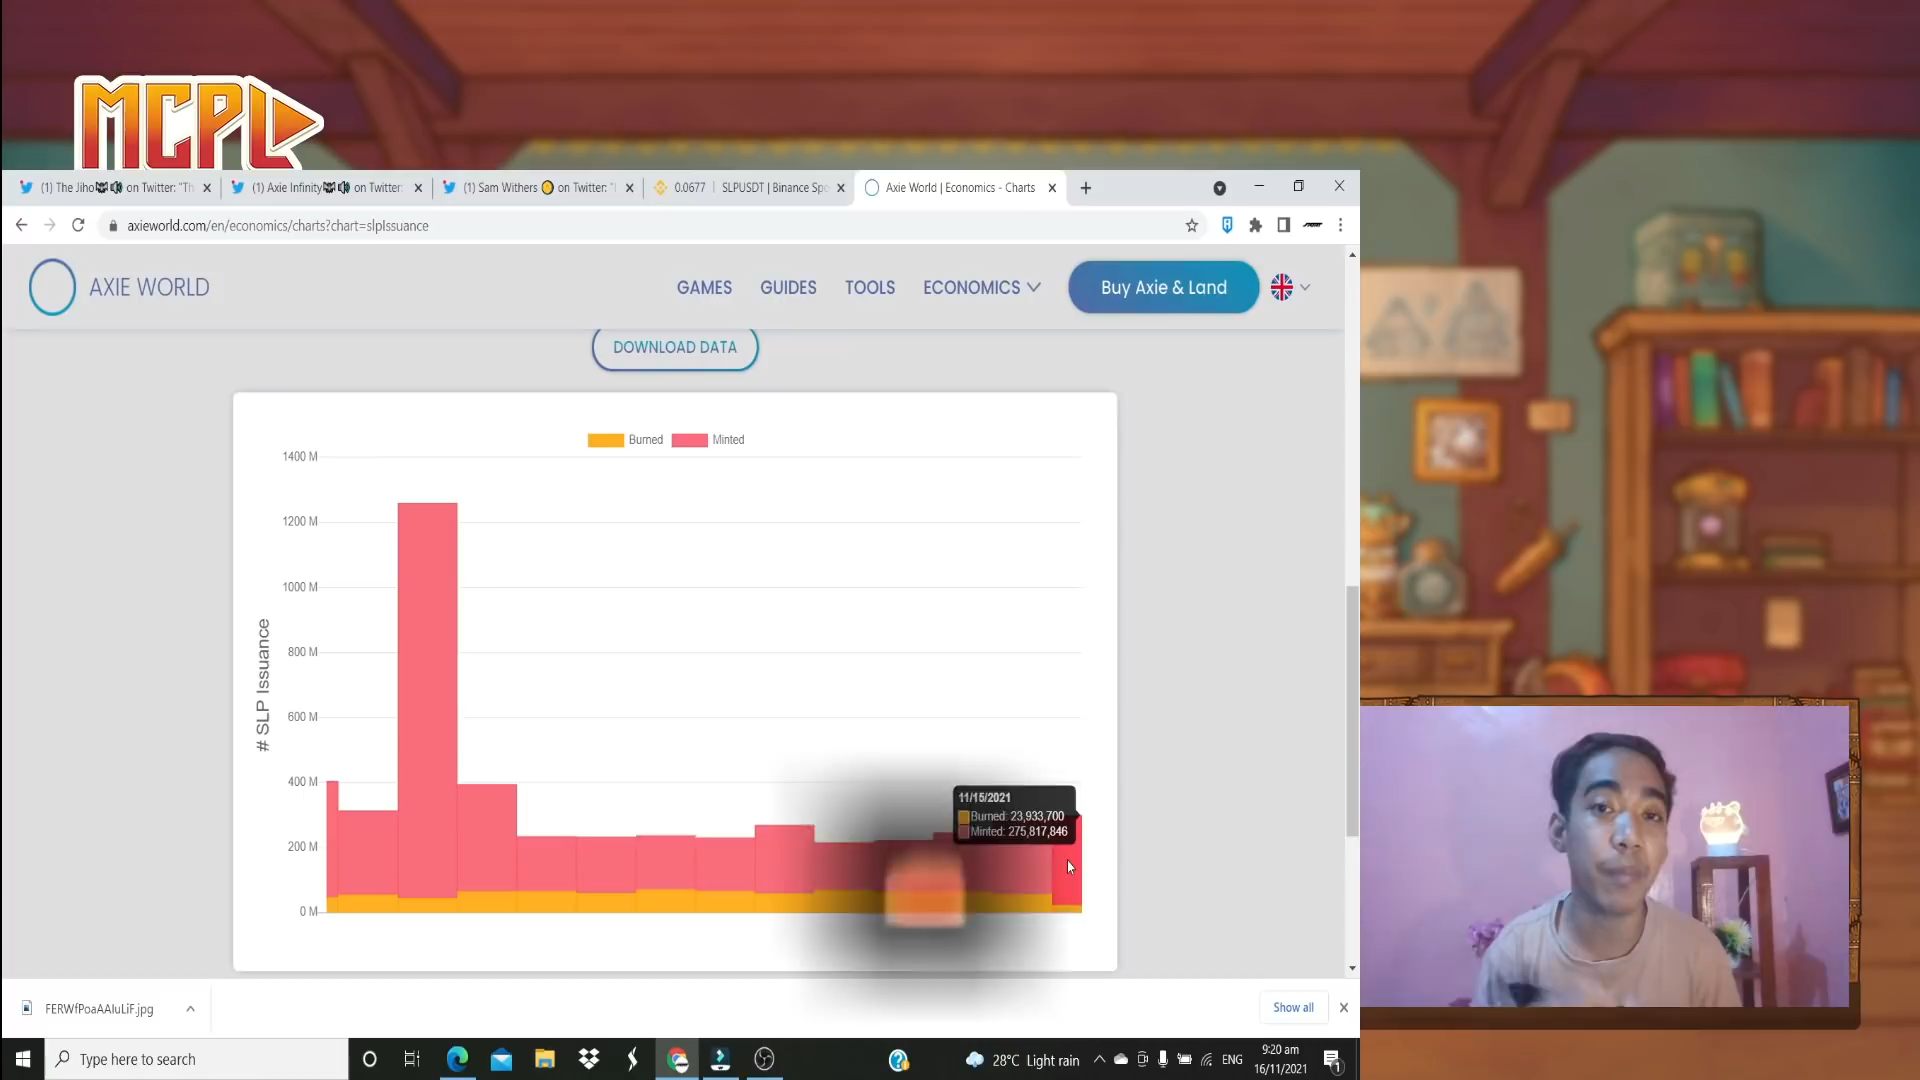 MCPL
(1) The Jiho on Twitter: "Th
(1) Axie Infinity on Twitter:
(1) Sam Withers on Twitter: "
0.0677 | SLPUSDT | Binance Spo
Axie World | Economics - Charts
axieworld.com/en/economics/charts?chart=slpIssuance
AXIE WORLD
GAMES
GUIDES
TOOLS
ECONOMICS
Buy Axie & Land
DOWNLOAD DATA
Burned
Minted
1400 M
1200 M
1000 M
800 M
600 M
400 M
200 M
0 M
# SLP Issuance
11/15/2021
Burned: 23,933,700
Minted: 275,817,846
FERWfPoaAAIuLiF.jpg
Show all
Type here to search
28°C Light rain
ENG
9:20 am
16/11/2021
1